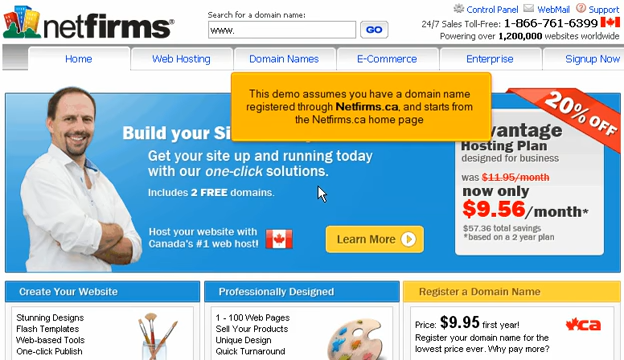 netfirms®
Search for a domain name:
www.
GO
Control Panel WebMail Support
24/7 Sales Toll-Free: 1-866-761-6399
Powering over 1,200,000 websites worldwide
Home Web Hosting Domain Names E-Commerce Enterprise Signup Now
This demo assumes you have a domain name
registered through Netfirms.ca, and starts from
the Netfirms.ca home page
Build your Si
Get your site up and running today
with our one-click solutions.
Includes 2 FREE domains.
Host your website with
Canada's #1 web host!
Learn More
20% OFF
vantage
Hosting Plan
designed for business
was $11.95/month
now only
$9.56/month*
$57.36 total savings
*based on a 2 year plan
Create Your Website
Stunning Designs
Flash Templates
Web-based Tools
One-click Publish
Professionally Designed
1 - 100 Web Pages
Sell Your Products
Unique Design
Quick Turnaround
Register a Domain Name
Price: $9.95 first year!
Register your domain name for the
lowest price ever. Why pay more?
ca